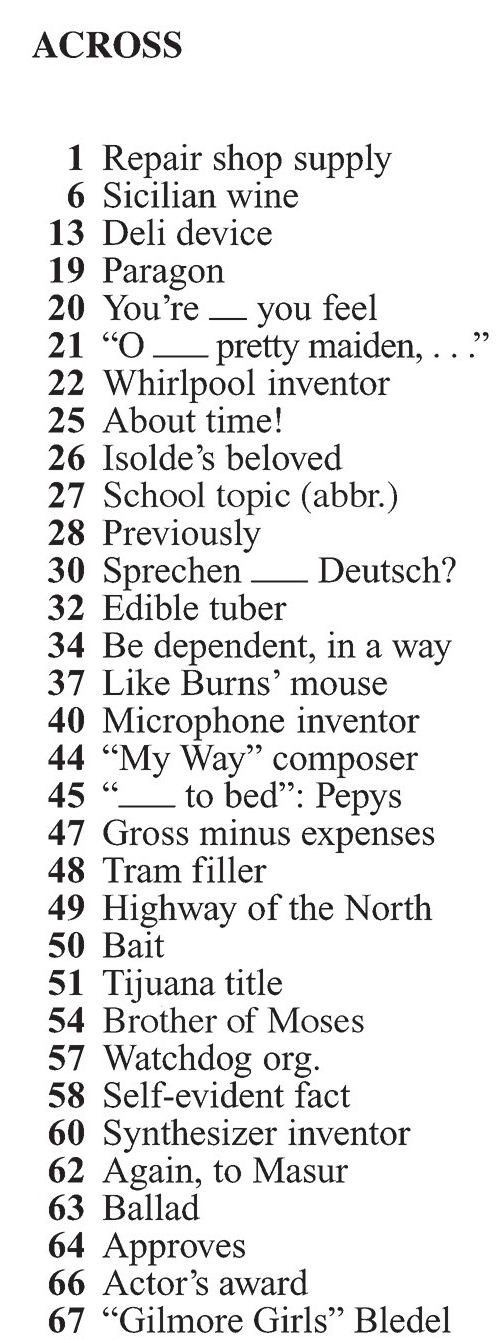 ACROSS
1 Repair shop supply
6 Sicilian wine
13 Deli device
19 Paragon
20 You’re ___ you feel
21 “O ___ pretty maiden, . . .”
22 Whirlpool inventor
25 About time!
26 Isolde’s beloved
27 School topic (abbr.)
28 Previously
30 Sprechen ___ Deutsch?
32 Edible tuber
34 Be dependent, in a way
37 Like Burns’ mouse
40 Microphone inventor
44 “My Way” composer
45 “___ to bed”: Pepys
47 Gross minus expenses
48 Tram filler
49 Highway of the North
50 Bait
51 Tijuana title
54 Brother of Moses
57 Watchdog org.
58 Self-evident fact
60 Synthesizer inventor
62 Again, to Masur
63 Ballad
64 Approves
66 Actor’s award
67 “Gilmore Girls” Bledel